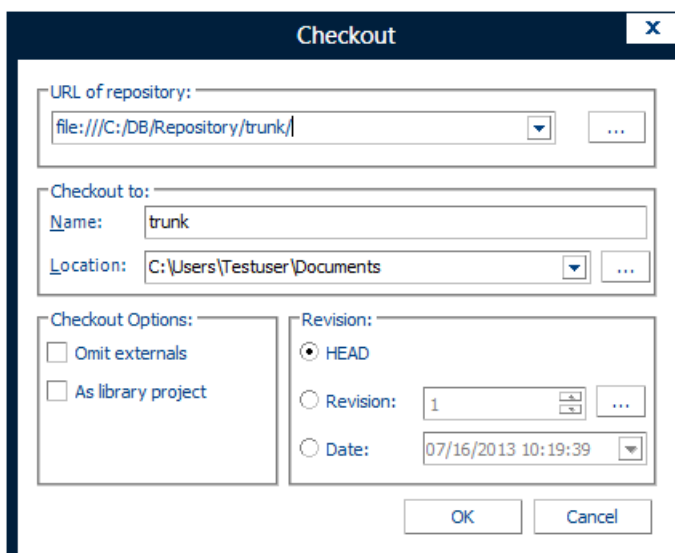 Checkout
x
URL of repository:
file:///C:/DB/Repository/trunk/
...
Checkout to:
Name: trunk
Location: C:\Users\Testuser\Documents ...
Checkout Options:
Omit externals
As library project
Revision:
HEAD
Revision: 1 ...
Date: 07/16/2013 10:19:39
OK Cancel